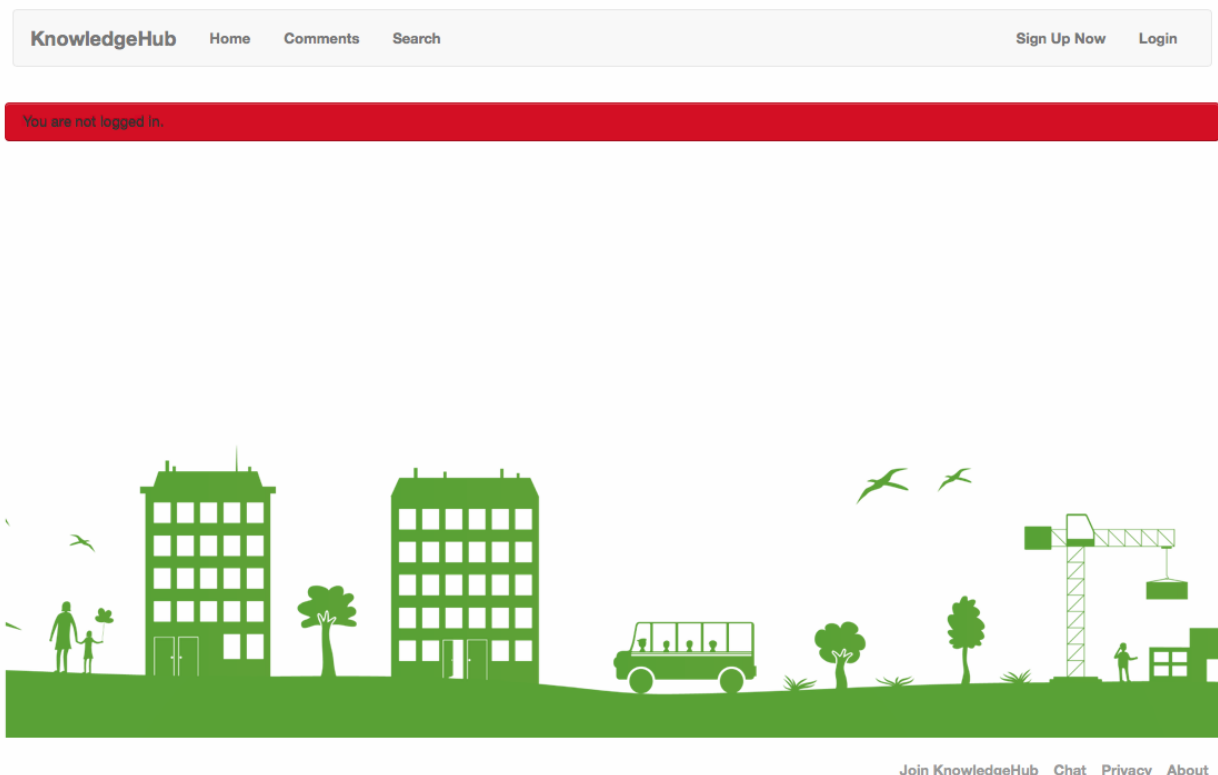 KnowledgeHub Home Comments Search Sign Up Now Login
You are not logged in.
Join KnowledgeHub Chat Privacy About